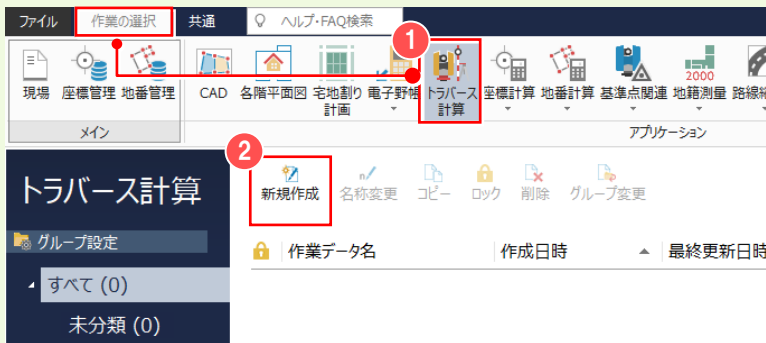 ファイル 作業の選択 共通 ヘルプ・FAQ検索
1
2000
現場 座標管理 地番管理 CAD 各階平面図 宅地割り計画 電子野帳 トラバース計算 座標計算 地番計算 基準点関連 地籍測量
メイン アプリケーション
2
トラバース計算
新規作成 名称変更 コピー ロック 削除 グループ変更
グループ設定
作業データ名 作成日時 最終更新日時
すべて (0)
未分類 (0)